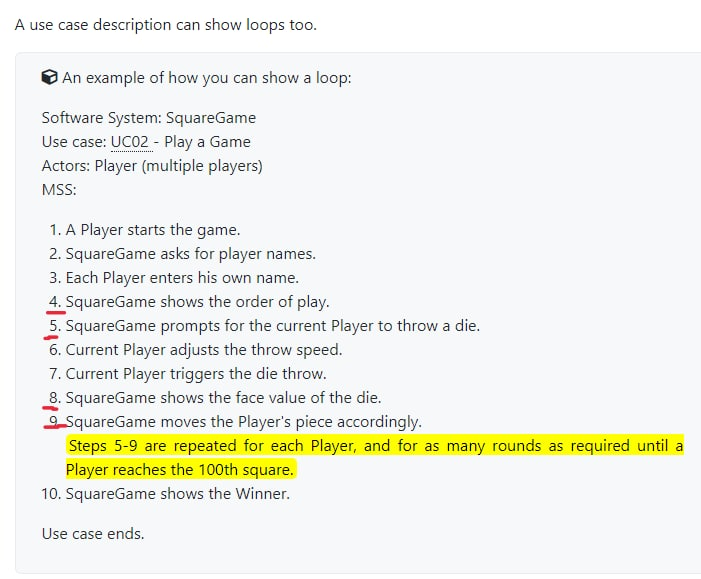 A use case description can show loops too.
An example of how you can show a loop:
Software System: SquareGame
Use case: UC02 - Play a Game
Actors: Player (multiple players)
MSS:
1. A Player starts the game.
2. SquareGame asks for player names.
3. Each Player enters his own name.
4. SquareGame shows the order of play.
5. SquareGame prompts for the current Player to throw a die.
6. Current Player adjusts the throw speed.
7. Current Player triggers the die throw.
8. SquareGame shows the face value of the die.
9. SquareGame moves the Player's piece accordingly.
Steps 5-9 are repeated for each Player, and for as many rounds as required until a
Player reaches the 100th square.
10. SquareGame shows the Winner.
Use case ends.